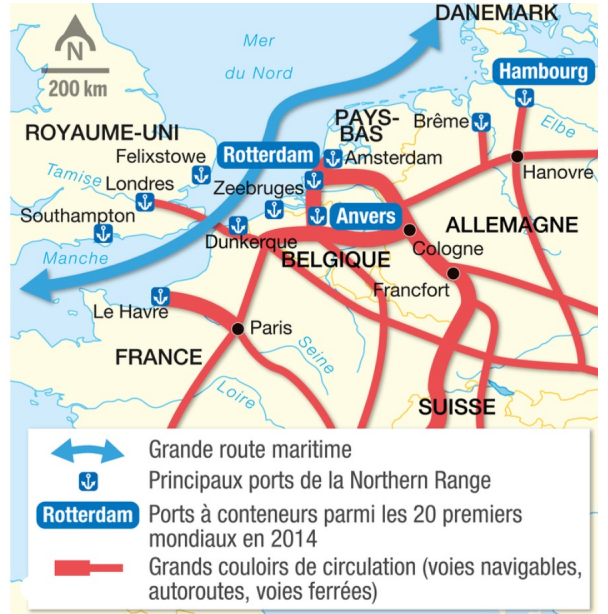 DANEMARK
N
200 km
Mer
du Nord
Hambourg
PAYS-
BAS
Brême
Elbe
ROYAUME-UNI
Felixstowe
Rotterdam
Amsterdam
Hanovre
Tamise
Londres
Zeebruges
Southampton
Anvers
ALLEMAGNE
Dunkerque
Cologne
Manche
BELGIQUE
Francfort
Le Havre
Paris
Seine
FRANCE
Loire
SUISSE
Grande route maritime
Principaux ports de la Northern Range
Rotterdam
Ports à conteneurs parmi les 20 premiers
mondiaux en 2014
Grands couloirs de circulation (voies navigables,
autoroutes, voies ferrées)